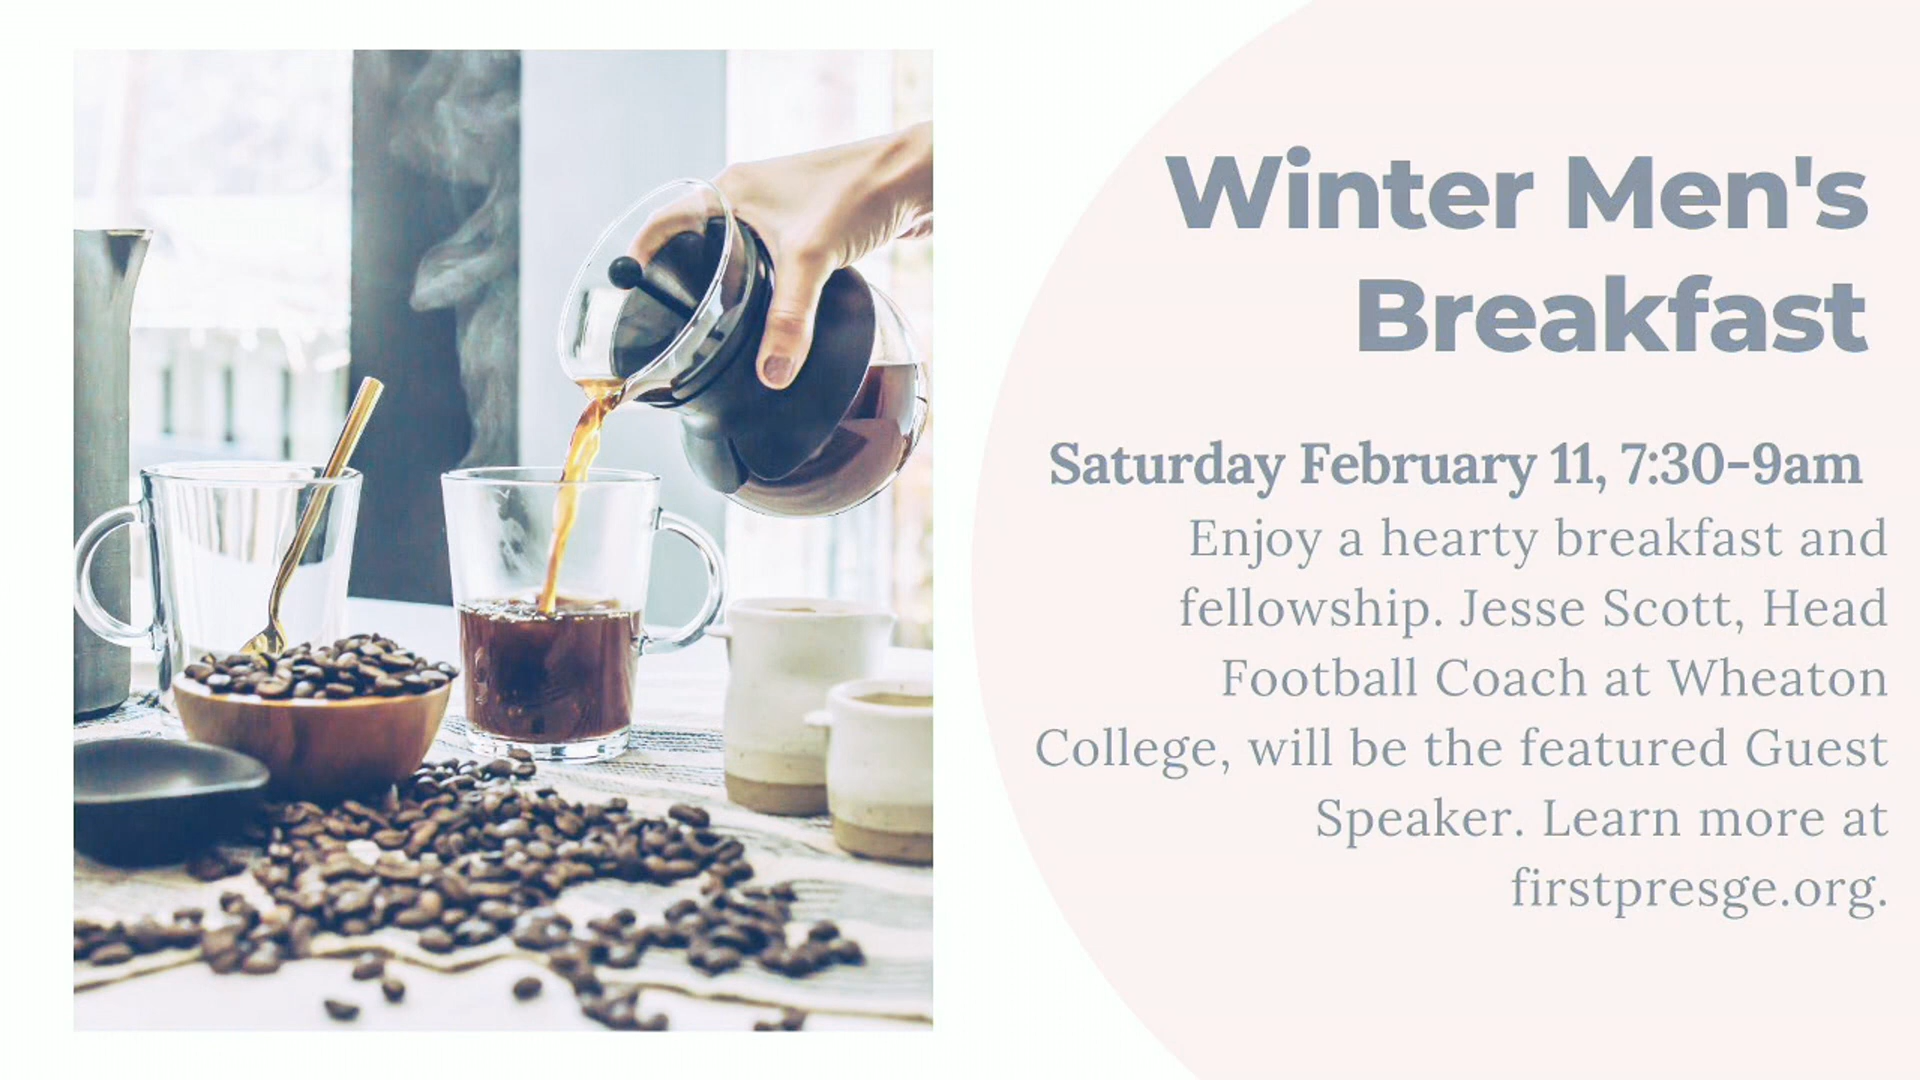 Winter Men's
Breakfast
Saturday February 11, 7:30-9am
Enjoy a hearty breakfast and
fellowship. Jesse Scott, Head
Football Coach at Wheaton
College, will be the featured Guest
Speaker. Learn more at
firstpresge.org.